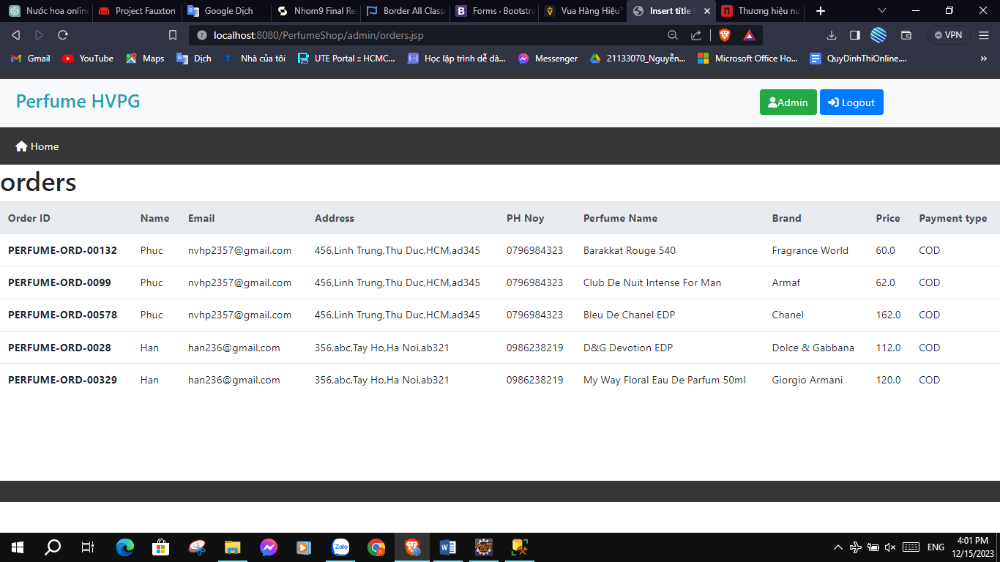 Nước hoa online
Project Fauxton
Google Dịch
Nhom9 Final Re
Border All Class
Forms · Bootstra
Vua Hàng Hiệu"
Insert title
Thương hiệu nư
localhost:8080/PerfumeShop/admin/orders.jsp
VPN
Gmail
YouTube
Maps
Dịch
Nhà của tôi
UTE Portal :: HCMC...
Học lập trình dễ dà...
Messenger
21133070_Nguyễn...
Microsoft Office Ho...
QuyDinhThiOnline....
»
Perfume HVPG
Admin
Logout
Home
orders
Order ID Name Email Address PH Noy Perfume Name Brand Price Payment type
PERFUME-ORD-00132 Phuc nvhp2357@gmail.com 456,Linh Trung,Thu Duc,HCM,ad345 0796984323 Barakkat Rouge 540 Fragrance World 60.0 COD
PERFUME-ORD-0099 Phuc nvhp2357@gmail.com 456,Linh Trung,Thu Duc,HCM,ad345 0796984323 Club De Nuit Intense For Man Armaf 62.0 COD
PERFUME-ORD-00578 Phuc nvhp2357@gmail.com 456,Linh Trung,Thu Duc,HCM,ad345 0796984323 Bleu De Chanel EDP Chanel 162.0 COD
PERFUME-ORD-0028 Han han236@gmail.com 356,abc,Tay Ho,Ha Noi,ab321 0986238219 D&G Devotion EDP Dolce & Gabbana 112.0 COD
PERFUME-ORD-00329 Han han236@gmail.com 356,abc,Tay Ho,Ha Noi,ab321 0986238219 My Way Floral Eau De Parfum 50ml Giorgio Armani 120.0 COD
Zalo
ENG
4:01 PM
12/15/2023